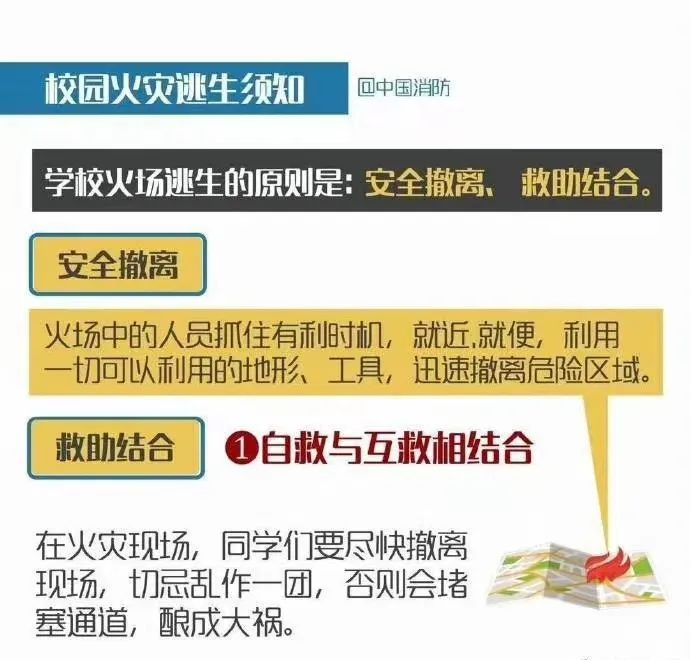 校园火灾逃生须知
@中国消防
学校火场逃生的原则是：安全撤离、救助结合。
安全撤离
火场中的人员抓住有利时机，就近.就便，利用
一切可以利用的地形、工具，迅速撤离危险区域。
救助结合
❶自救与互救相结合
在火灾现场，同学们要尽快撤离
现场，切忌乱作一团，否则会堵
塞通道，酿成大祸。